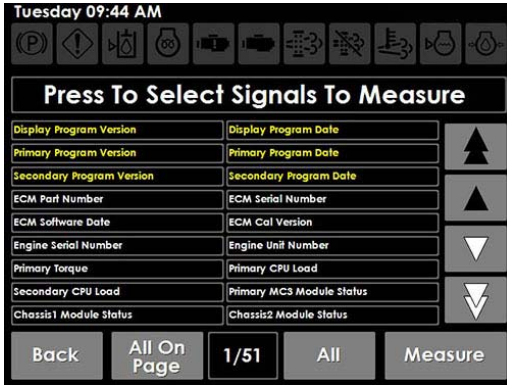 Tuesday 09:44 AM
(P)
Press To Select Signals To Measure
Display Program Version
Display Program Date
Primary Program Version
Primary Program Date
Secondary Program Version
Secondary Program Date
ECM Part Number
ECM Serial Number
ECM Software Date
ECM Cal Version
Engine Serial Number
Engine Unit Number
Primary Torque
Primary CPU Load
Secondary CPU Load
Primary MC3 Module Status
Chassis1 Module Status
Chassis2 Module Status
Back
All On
Page
1/51
All
Measure